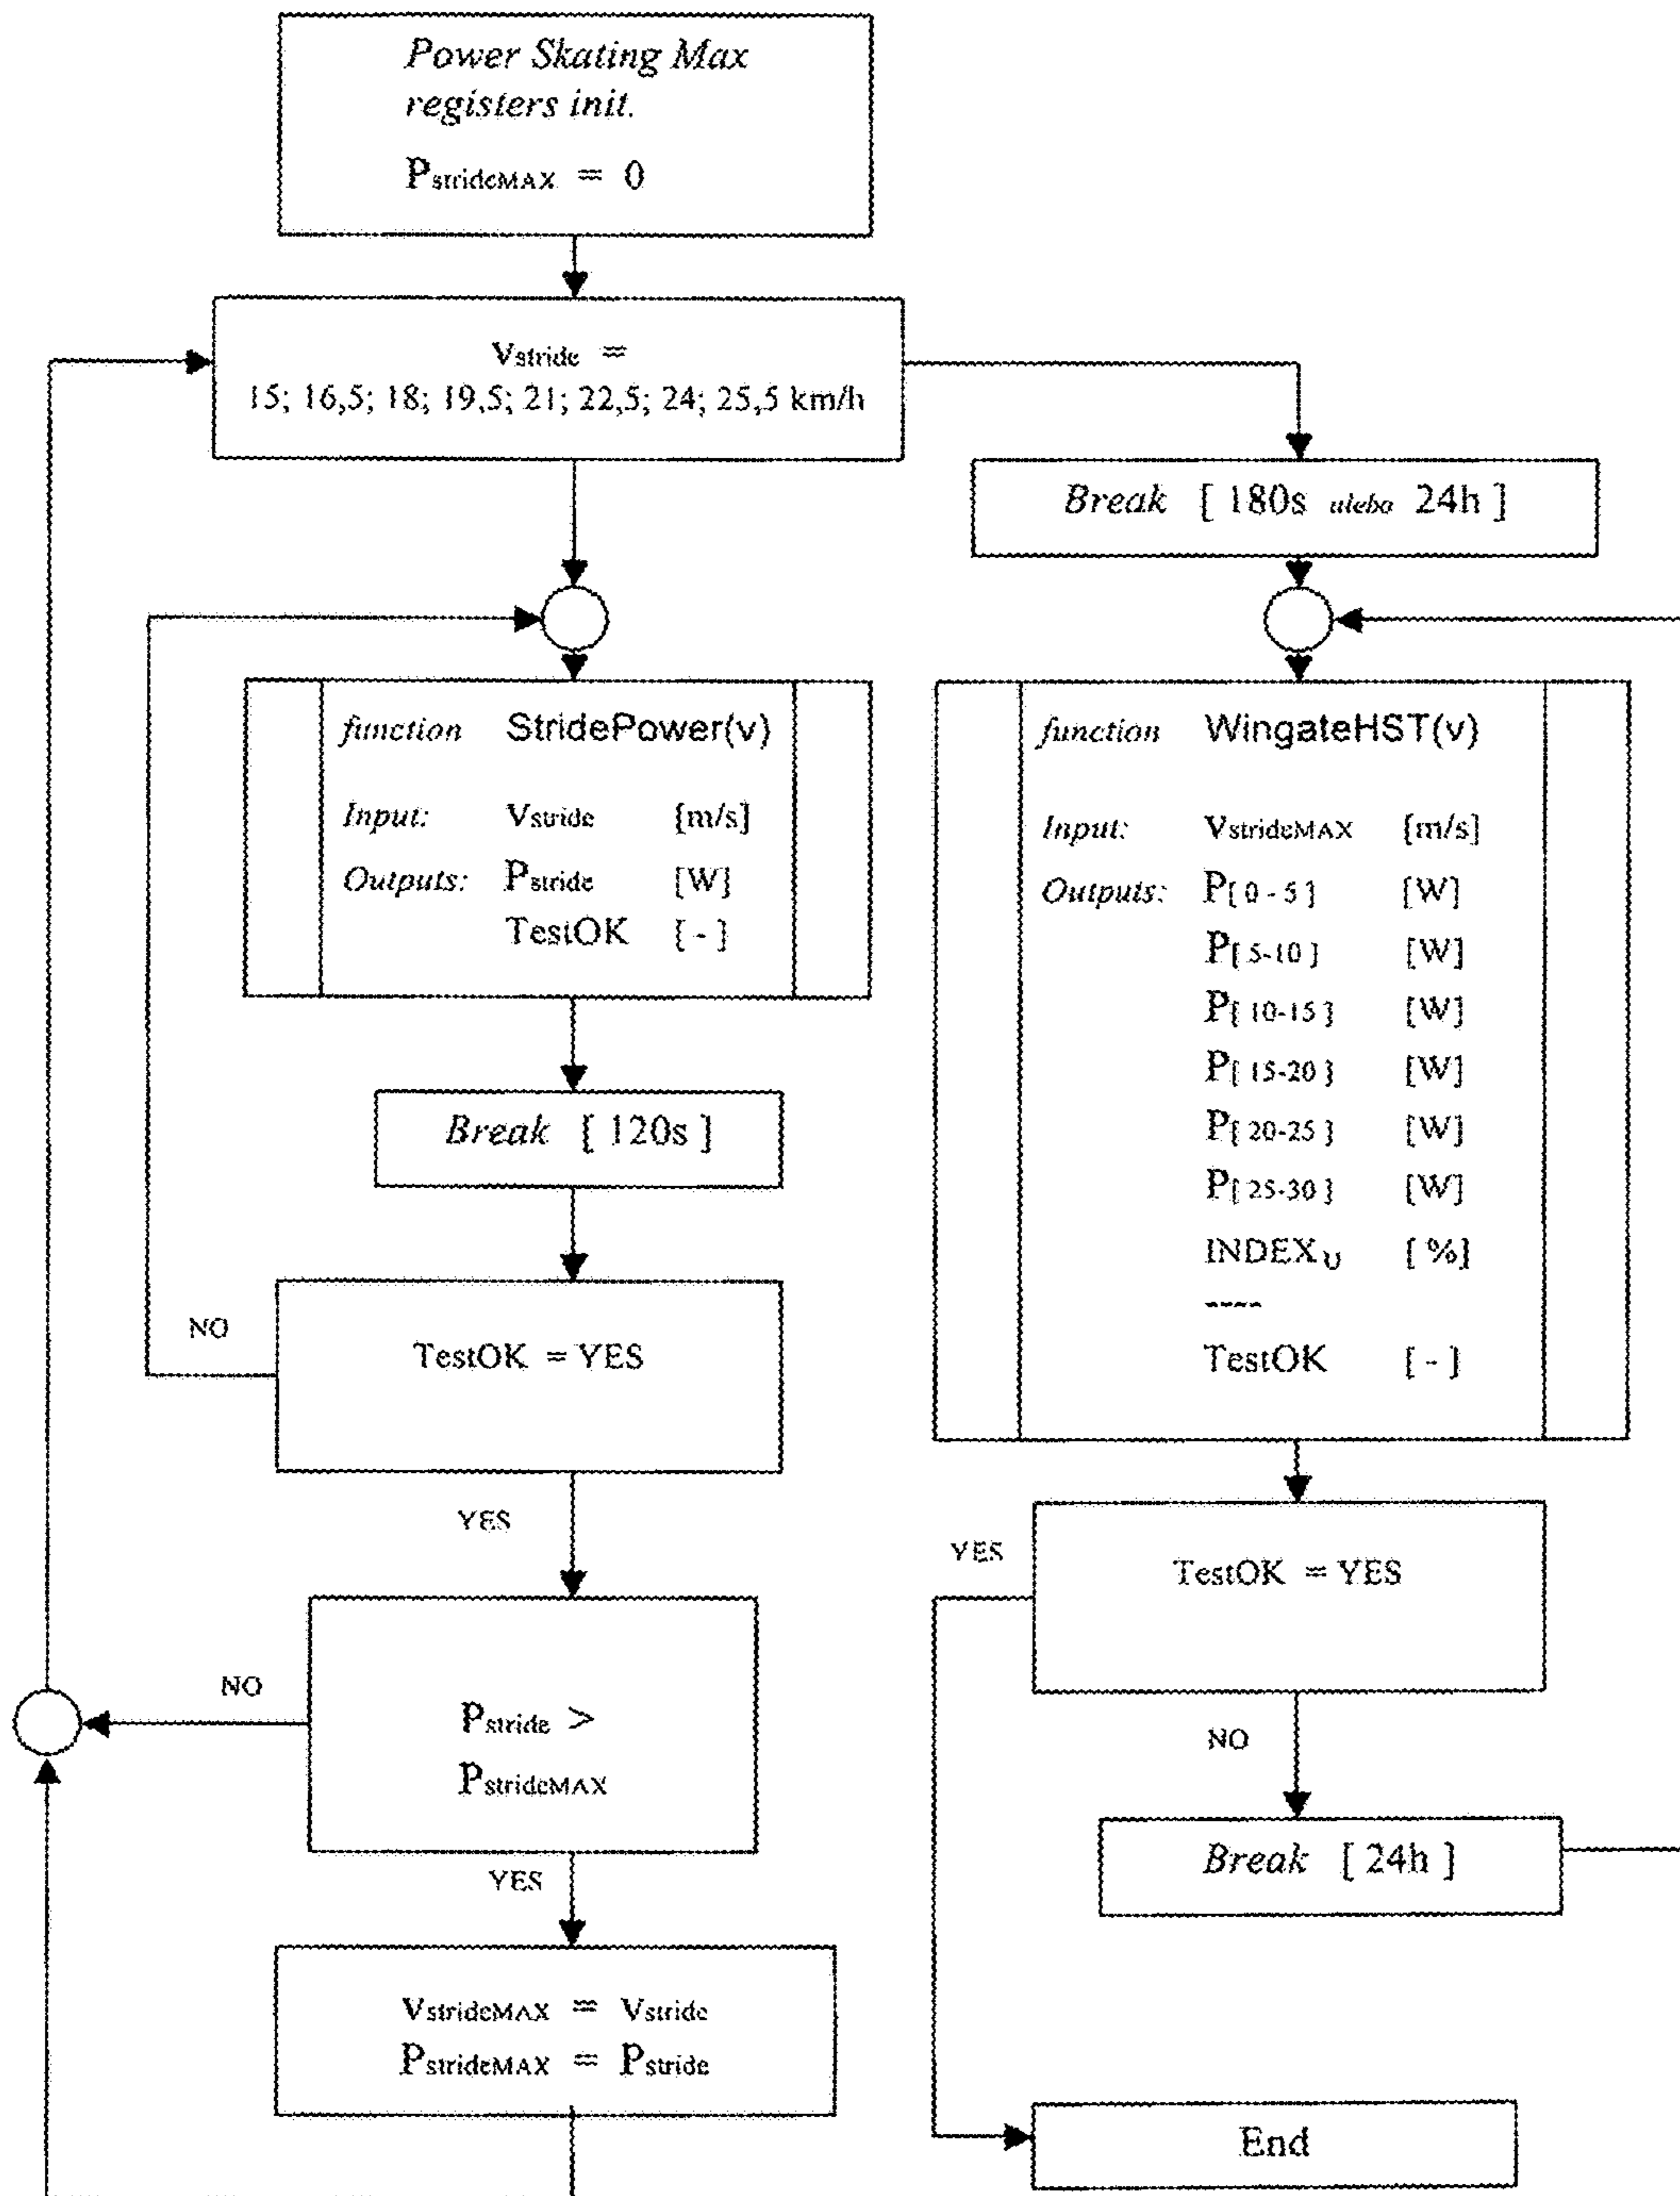 Power Skating Max
registers init.
PstrideMAX = 0
Vstride =
15; 16,5; 18; 19,5; 21; 22,5; 24; 25,5 km/h
Break [ 180s alebo 24h ]
function StridePower(v)
Input: Vstride [m/s]
Outputs: Pstride [W]
TestOK [ - ]
Break [ 120s ]
TestOK = YES
NO
YES
Pstride >
PstrideMAX
NO
YES
VstrideMAX = Vstride
PstrideMAX = Pstride
function WingateHST(v)
Input: VstrideMAX [m/s]
Outputs: P[ 0 - 5 ] [W]
P[ 5-10 ] [W]
P[ 10-15 ] [W]
P[ 15-20 ] [W]
P[ 20-25 ] [W]
P[ 25-30 ] [W]
INDEXU [ %]
----
TestOK [ - ]
YES
TestOK = YES
NO
Break [ 24h ]
End